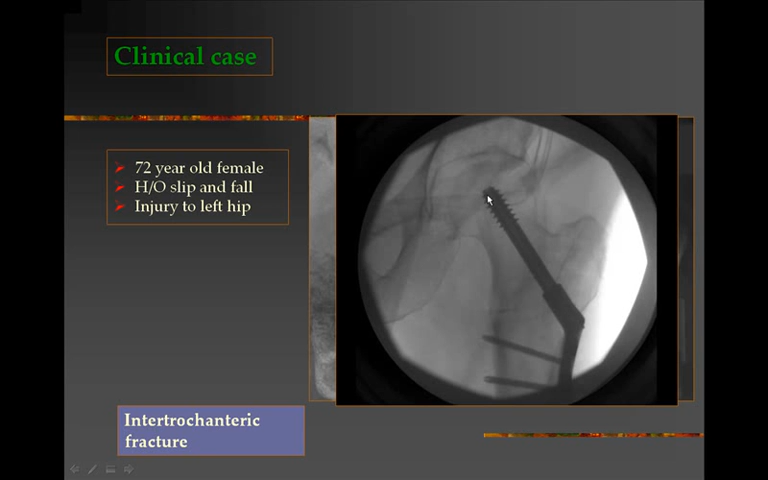 Clinical case
72 year old female
H/O slip and fall
Injury to left hip
Intertrochanteric
fracture